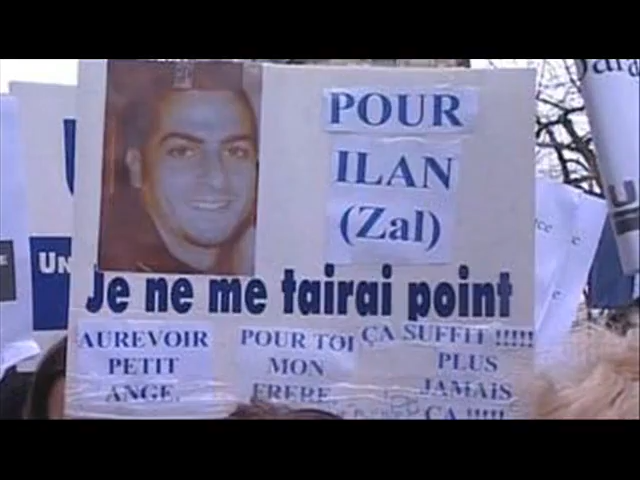 POUR
ILAN
(Zal)
Je ne me tairai point
AUREVOIR
PETIT
ANGE.
POUR TOI
MON
FRERE.
ÇA SUFFIT !!!!!
PLUS
JAMAIS
ÇA !!!!!
UN